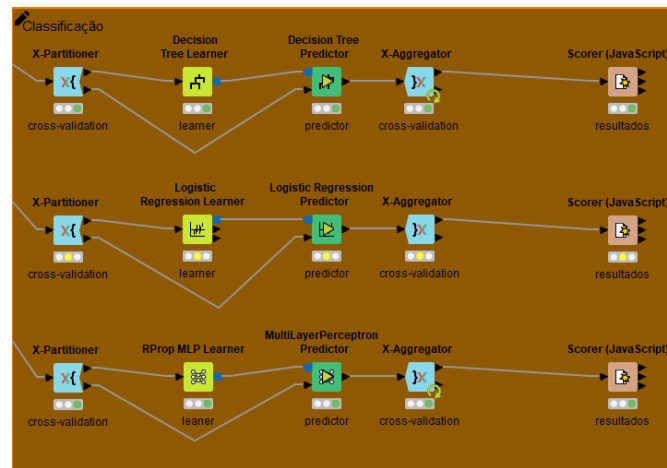 Classificação
X-Partitioner
Decision
Tree Learner
Decision Tree
Predictor
X-Aggregator
Scorer (JavaScript)
cross-validation
learner
predictor
cross-validation
resultados
X-Partitioner
Logistic
Regression Learner
Logistic Regression
Predictor
X-Aggregator
Scorer (JavaScript)
cross-validation
learner
predictor
cross-validation
resultados
X-Partitioner
RProp MLP Learner
MultiLayerPerceptron
Predictor
X-Aggregator
Scorer (JavaScript)
cross-validation
leaner
predictor
cross-validation
resultados